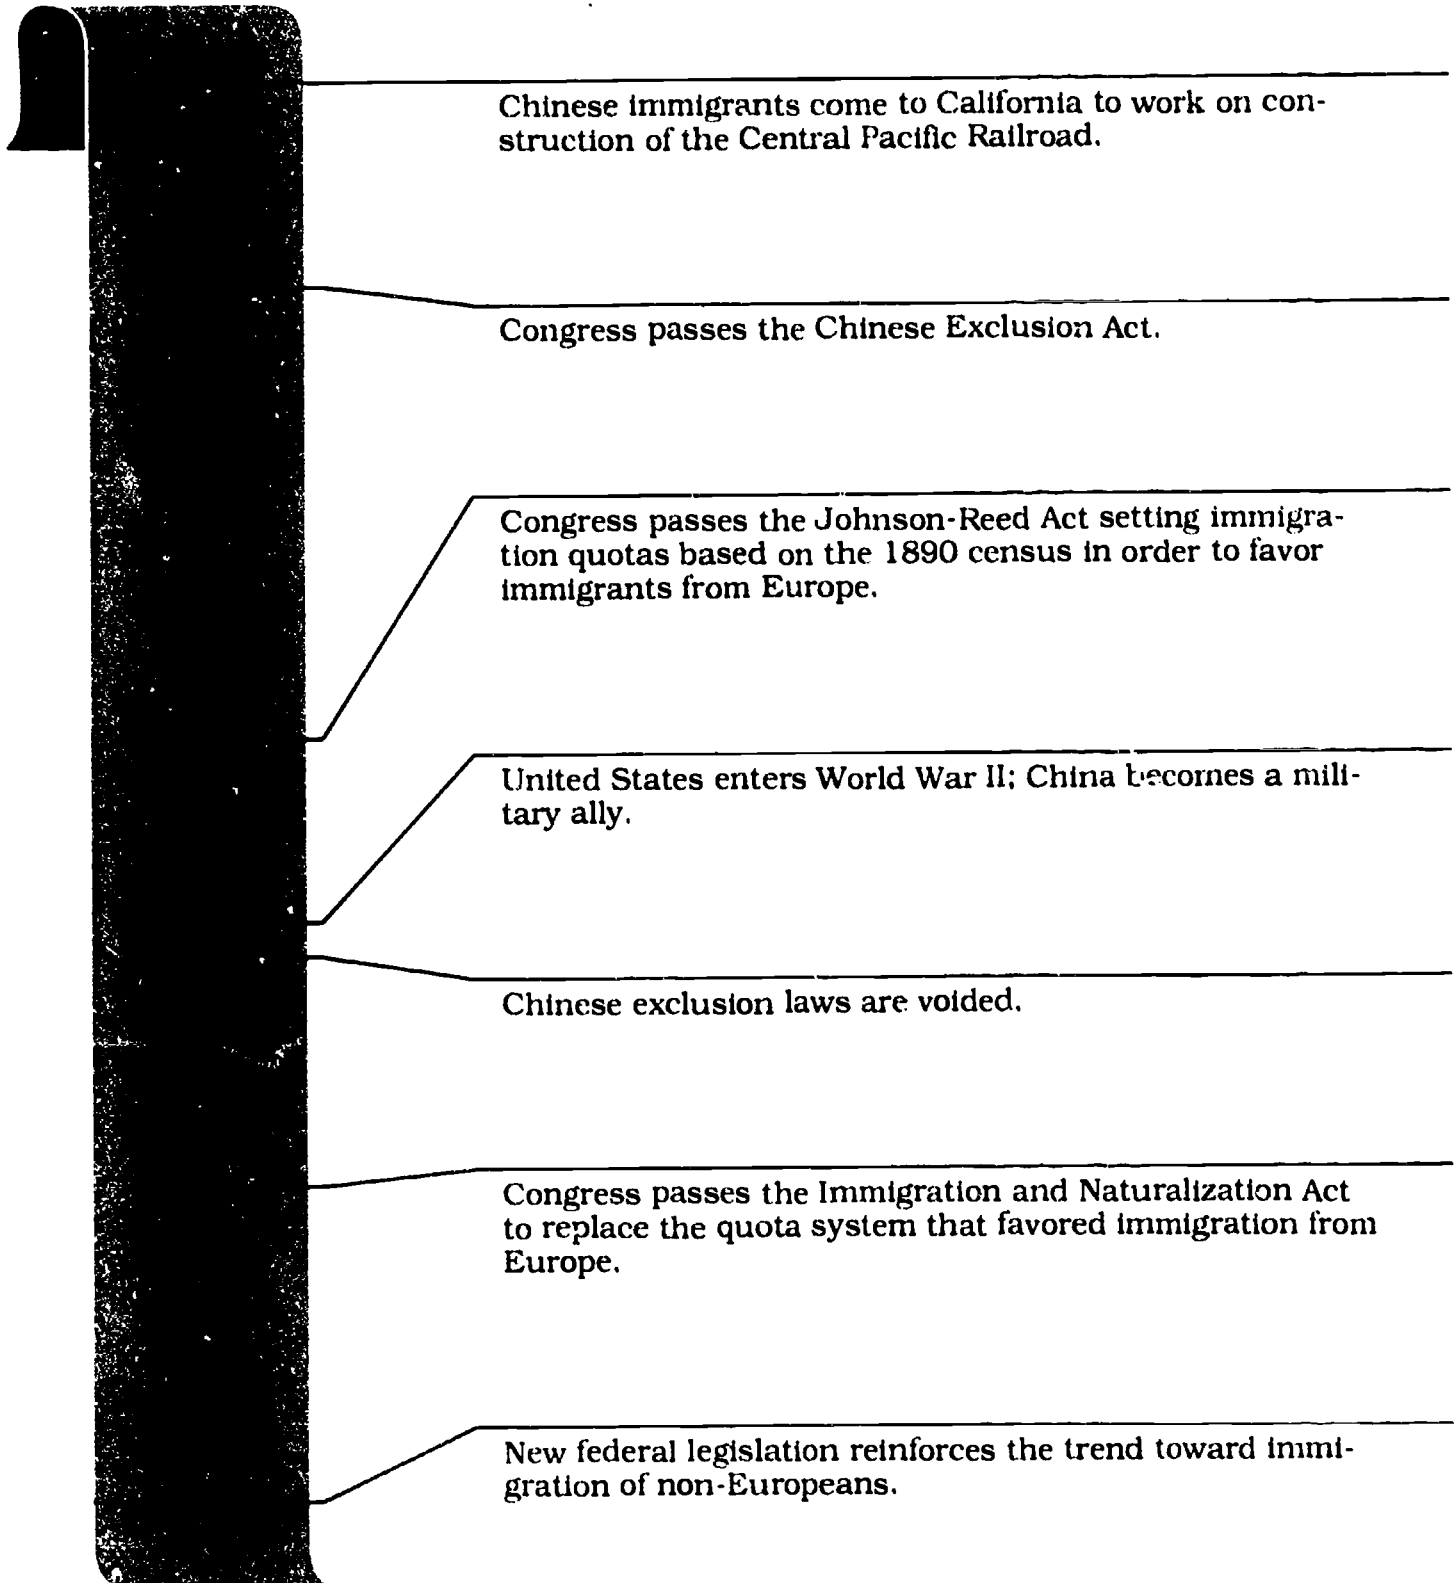 Chinese immigrants come to California to work on con-
struction of the Central Pacific Railroad.
Congress passes the Chinese Exclusion Act.
Congress passes the Johnson-Reed Act setting immigra-
tion quotas based on the 1890 census in order to favor
immigrants from Europe.
United States enters World War II; China becomes a mili-
tary ally.
Chinese exclusion laws are voided.
Congress passes the Immigration and Naturalization Act
to replace the quota system that favored immigration from
Europe.
New federal legislation reinforces the trend toward immi-
gration of non-Europeans.